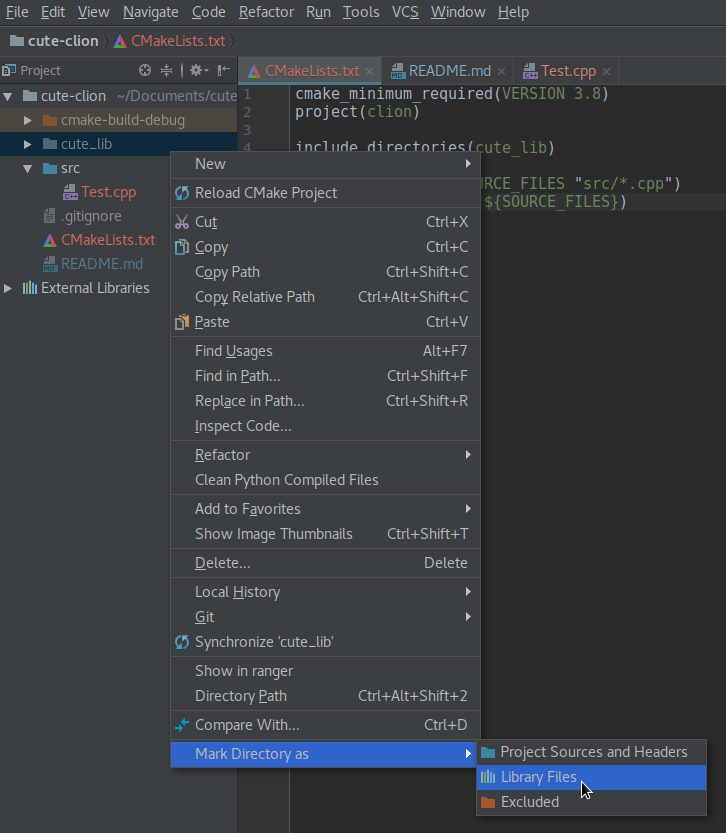 File Edit View Navigate Code Refactor Run Tools VCS Window Help
cute-clion CMakeLists.txt
Project
CMakeLists.txt × README.md × Test.cpp ×
cute-clion ~/Documents/cute
cmake-build-debug
cute_lib
src
Test.cpp
.gitignore
CMakeLists.txt
README.md
External Libraries
1 cmake_minimum_required(VERSION 3.8)
2 project(clion)
3
4 include_directories(cute_lib)
URCE_FILES "src/*.cpp")
${SOURCE_FILES})
New
Reload CMake Project
Cut Ctrl+X
Copy Ctrl+C
Copy Path Ctrl+Shift+C
Copy Relative Path Ctrl+Alt+Shift+C
Paste Ctrl+V
Find Usages Alt+F7
Find in Path... Ctrl+Shift+F
Replace in Path... Ctrl+Shift+R
Inspect Code...
Refactor
Clean Python Compiled Files
Add to Favorites
Show Image Thumbnails Ctrl+Shift+T
Delete... Delete
Local History
Git
Synchronize 'cute_lib'
Show in ranger
Directory Path Ctrl+Alt+Shift+2
Compare With... Ctrl+D
Mark Directory as
Project Sources and Headers
Library Files
Excluded